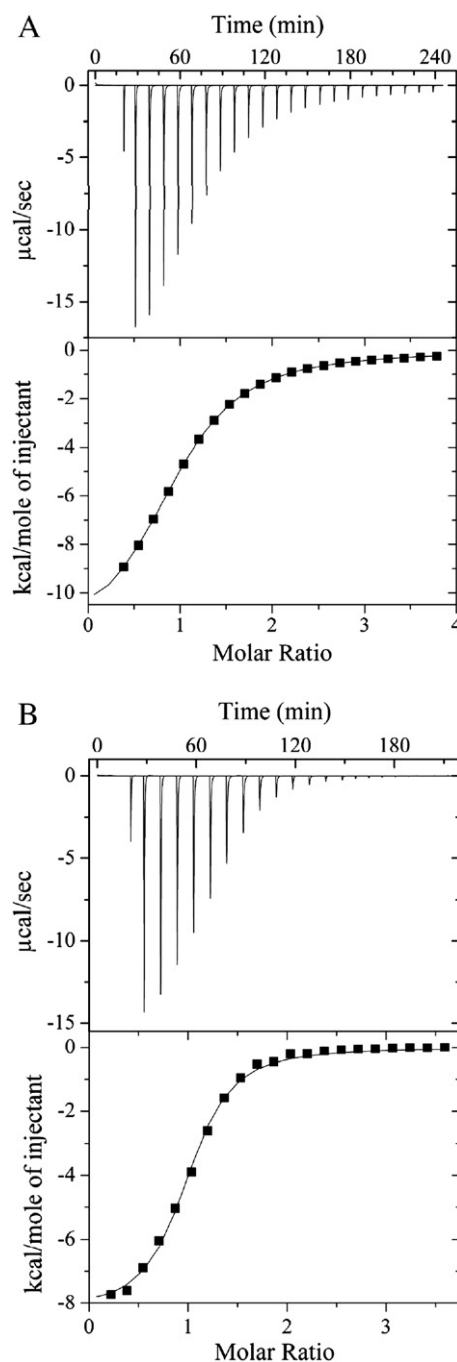 A
Time (min)
0 60 120 180 240
0
-5
-10
-15
µcal/sec
0
-2
-4
-6
-8
-10
kcal/mole of injectant
0 1 2 3 4
Molar Ratio
B
Time (min)
0 60 120 180
0
-5
-10
-15
µcal/sec
0
-2
-4
-6
-8
kcal/mole of injectant
0 1 2 3
Molar Ratio